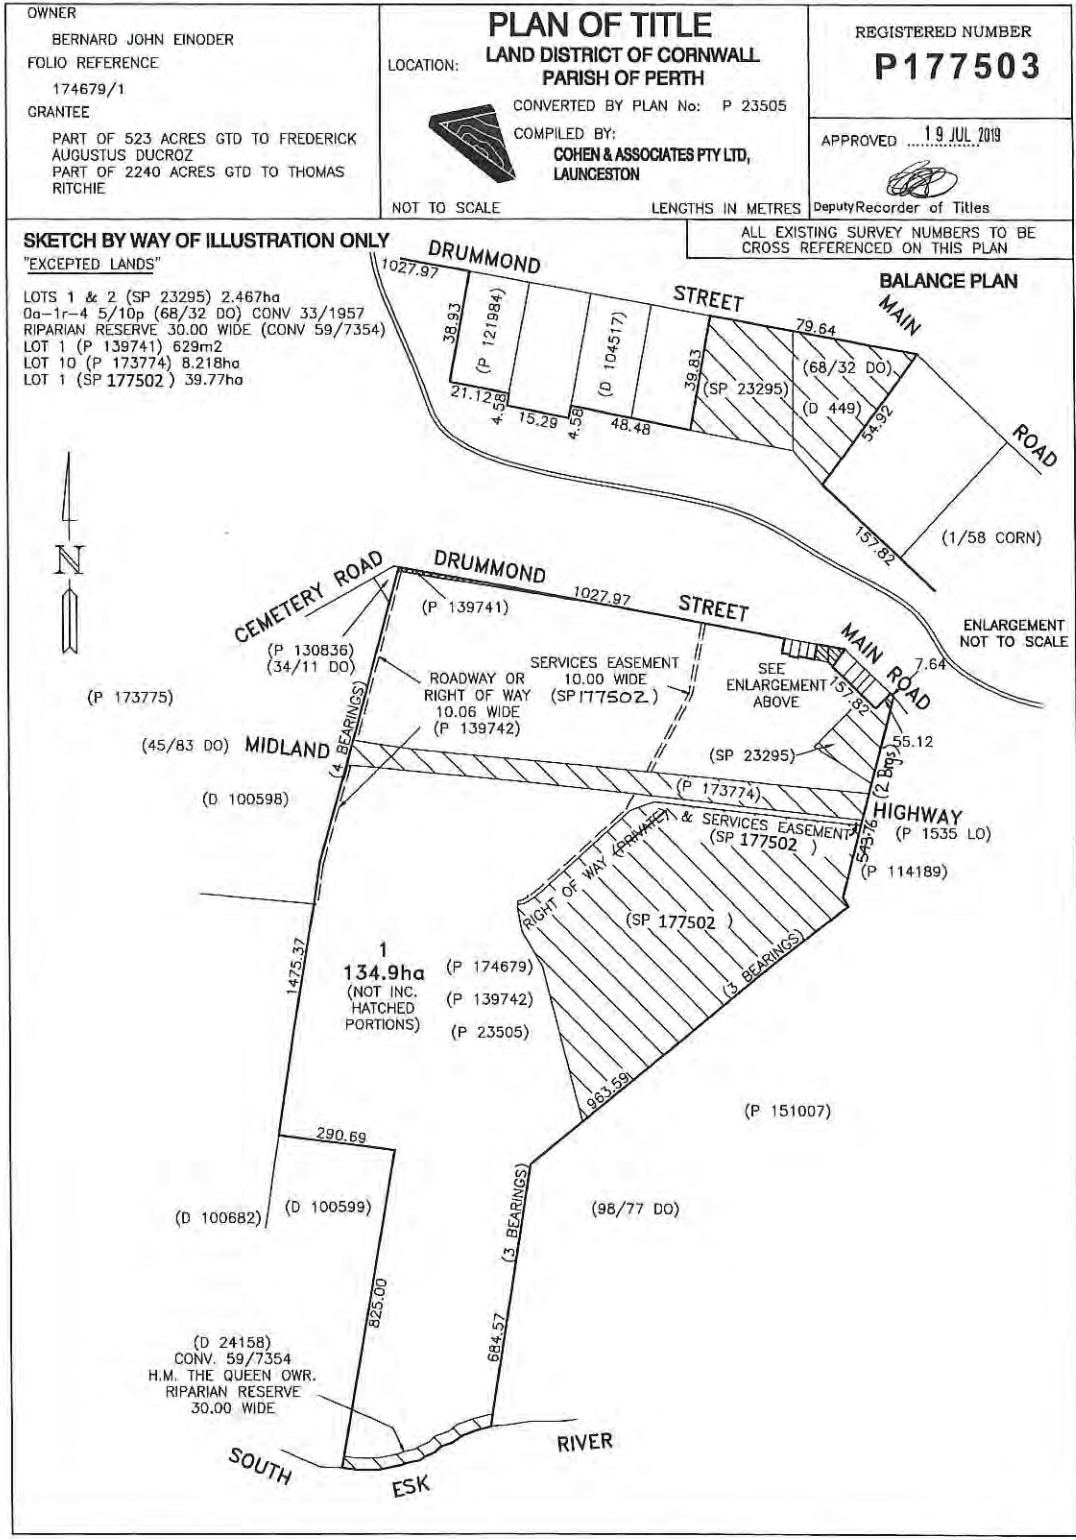 OWNER
BERNARD JOHN EINODER
FOLIO REFERENCE
174679/1
GRANTEE
PART OF 523 ACRES GTD TO FREDERICK
AUGUSTUS DUCROZ
PART OF 2240 ACRES GTD TO THOMAS
RITCHIE
PLAN OF TITLE
LOCATION:
LAND DISTRICT OF CORNWALL
PARISH OF PERTH
CONVERTED BY PLAN No: P 23505
COMPILED BY:
COHEN & ASSOCIATES PTY LTD,
LAUNCESTON
NOT TO SCALE
LENGTHS IN METRES
REGISTERED NUMBER
P177503
APPROVED 19 JUL 2019
Deputy Recorder of Titles
SKETCH BY WAY OF ILLUSTRATION ONLY
"EXCEPTED LANDS"
LOTS 1 & 2 (SP 23295) 2.467ha
0a-1r-4 5/10p (68/32 DO) CONV 33/1957
RIPARIAN RESERVE 30.00 WIDE (CONV 59/7354)
LOT 1 (P 139741) 629m2
LOT 10 (P 173774) 8.218ha
LOT 1 (SP 177502 ) 39.77ha
ALL EXISTING SURVEY NUMBERS TO BE
CROSS REFERENCED ON THIS PLAN
BALANCE PLAN
DRUMMOND
STREET
MAIN
ROAD
1027.97
38.93
(P 121984)
21.12
4.58
15.29
4.58
(D 104517)
48.48
39.83
(SP 23295)
79.64
(68/32 DO)
(D 449)
54.92
157.82
(1/58 CORN)
ENLARGEMENT
NOT TO SCALE
N
CEMETERY ROAD
DRUMMOND
STREET
1027.97
(P 139741)
(P 130836)
(34/11 DO)
(P 173775)
ROADWAY OR
RIGHT OF WAY
10.06 WIDE
(P 139742)
SERVICES EASEMENT
10.00 WIDE
(SP 177502)
SEE
ENLARGEMENT
ABOVE
MAIN ROAD
7.64
157.82
(SP 23295)
55.12
(2 Brgs)
(4 BEARINGS)
(45/83 DO)
MIDLAND
(D 100598)
(P 173774)
HIGHWAY
(P 1535 LO)
(P 114189)
543.76
RIGHT OF WAY (PRIVATE) & SERVICES EASEMENT
(SP 177502 )
(SP 177502 )
(3 BEARINGS)
963.59
1475.37
1
134.9ha
(NOT INC.
HATCHED
PORTIONS)
(P 174679)
(P 139742)
(P 23505)
(P 151007)
290.69
(D 100682)
(D 100599)
(98/77 DO)
(3 BEARINGS)
825.00
684.57
(D 24158)
CONV. 59/7354
H.M. THE QUEEN OWR.
RIPARIAN RESERVE
30.00 WIDE
SOUTH
ESK
RIVER